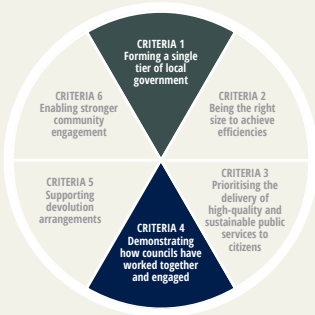 CRITERIA 1
Forming a single
tier of local
government
CRITERIA 2
Being the right
size to achieve
efficiencies
CRITERIA 3
Prioritising the
delivery of
high-quality and
sustainable public
services to
citizens
CRITERIA 4
Demonstrating
how councils have
worked together
and engaged
CRITERIA 5
Supporting
devolution
arrangements
CRITERIA 6
Enabling stronger
community
engagement